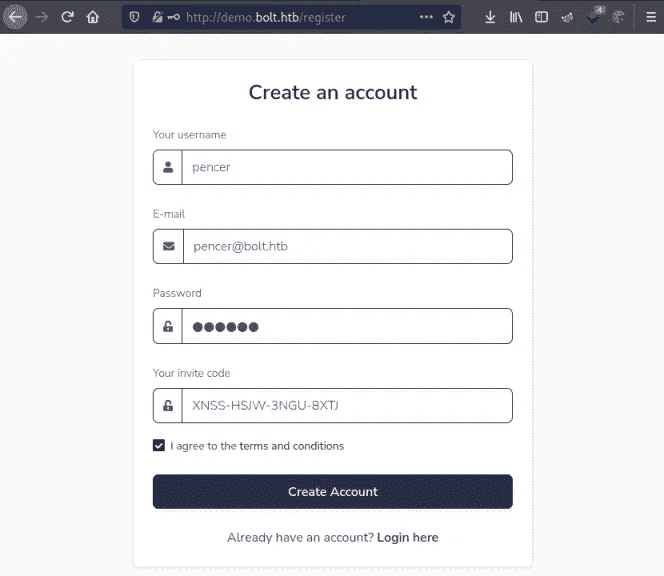 http://demo.bolt.htb/register
4
Create an account
Your username
pencer
E-mail
pencer@bolt.htb
Password
Your invite code
XNSS-HSJW-3NGU-8XTJ
I agree to the terms and conditions
Create Account
Already have an account? Login here